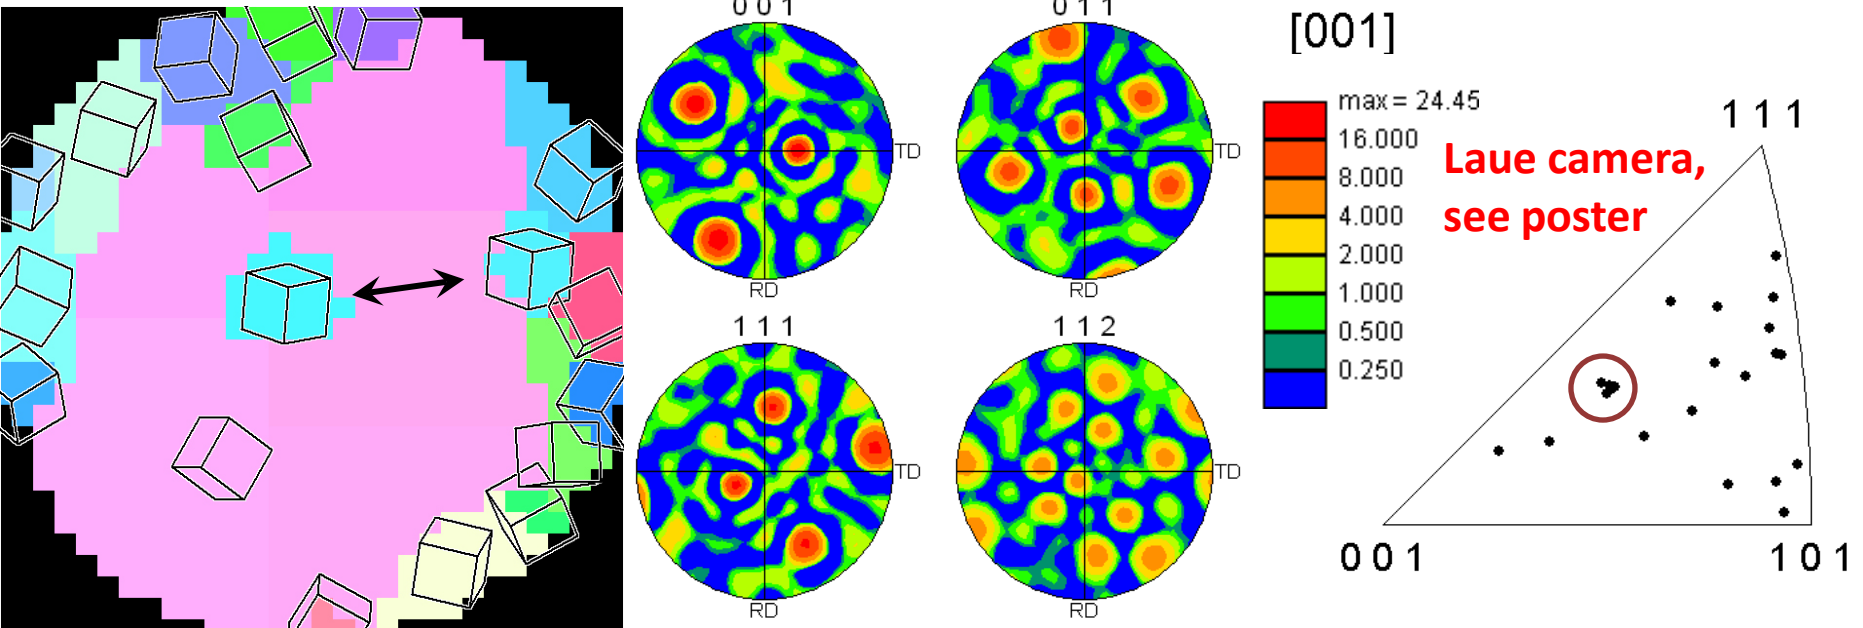 0 0 1
TD
RD
0 1 1
TD
RD
1 1 1
TD
RD
1 1 2
TD
RD
[001]
max = 24.45
16.000
8.000
4.000
2.000
1.000
0.500
0.250
Laue camera,
see poster
1 1 1
0 0 1
1 0 1